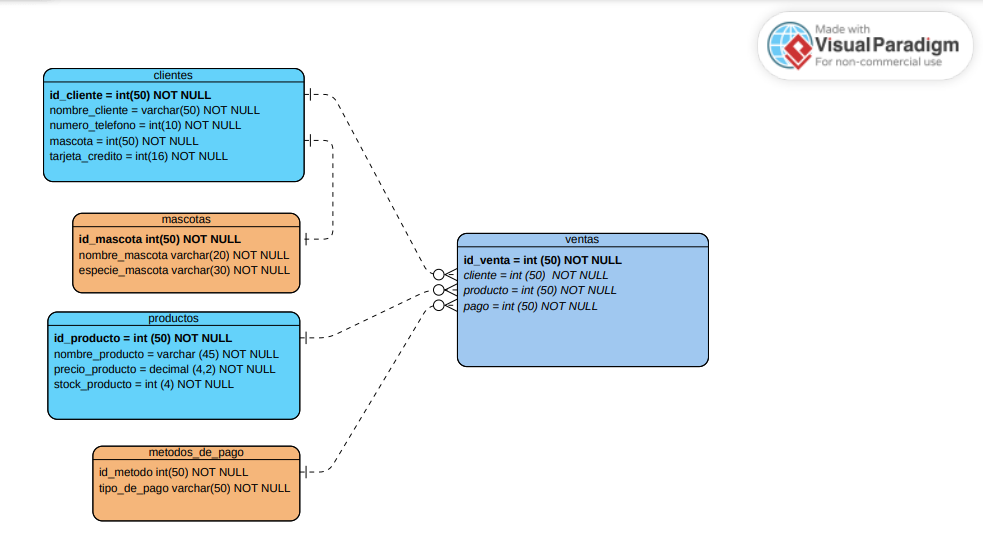 Made with
Visual Paradigm
For non-commercial use
clientes
id_cliente = int(50) NOT NULL
nombre_cliente = varchar(50) NOT NULL
numero_telefono = int(10) NOT NULL
mascota = int(50) NOT NULL
tarjeta_credito = int(16) NOT NULL
mascotas
id_mascota int(50) NOT NULL
nombre_mascota varchar(20) NOT NULL
especie_mascota varchar(30) NOT NULL
productos
id_producto = int (50) NOT NULL
nombre_producto = varchar (45) NOT NULL
precio_producto = decimal (4,2) NOT NULL
stock_producto = int (4) NOT NULL
metodos_de_pago
id_metodo int(50) NOT NULL
tipo_de_pago varchar(50) NOT NULL
ventas
id_venta = int (50) NOT NULL
cliente = int (50)  NOT NULL
producto = int (50) NOT NULL
pago = int (50) NOT NULL